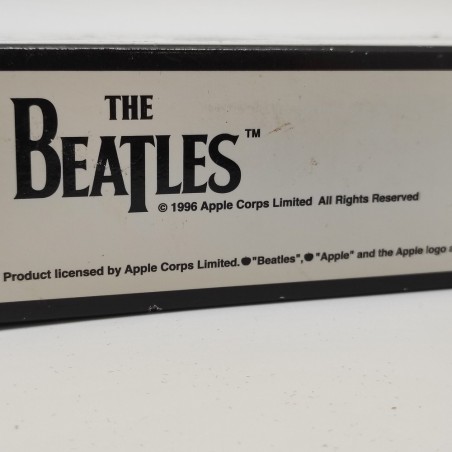 THE
BEATLES™
© 1996 Apple Corps Limited All Rights Reserved
Product licensed by Apple Corps Limited. "Beatles", "Apple" and the Apple logo a